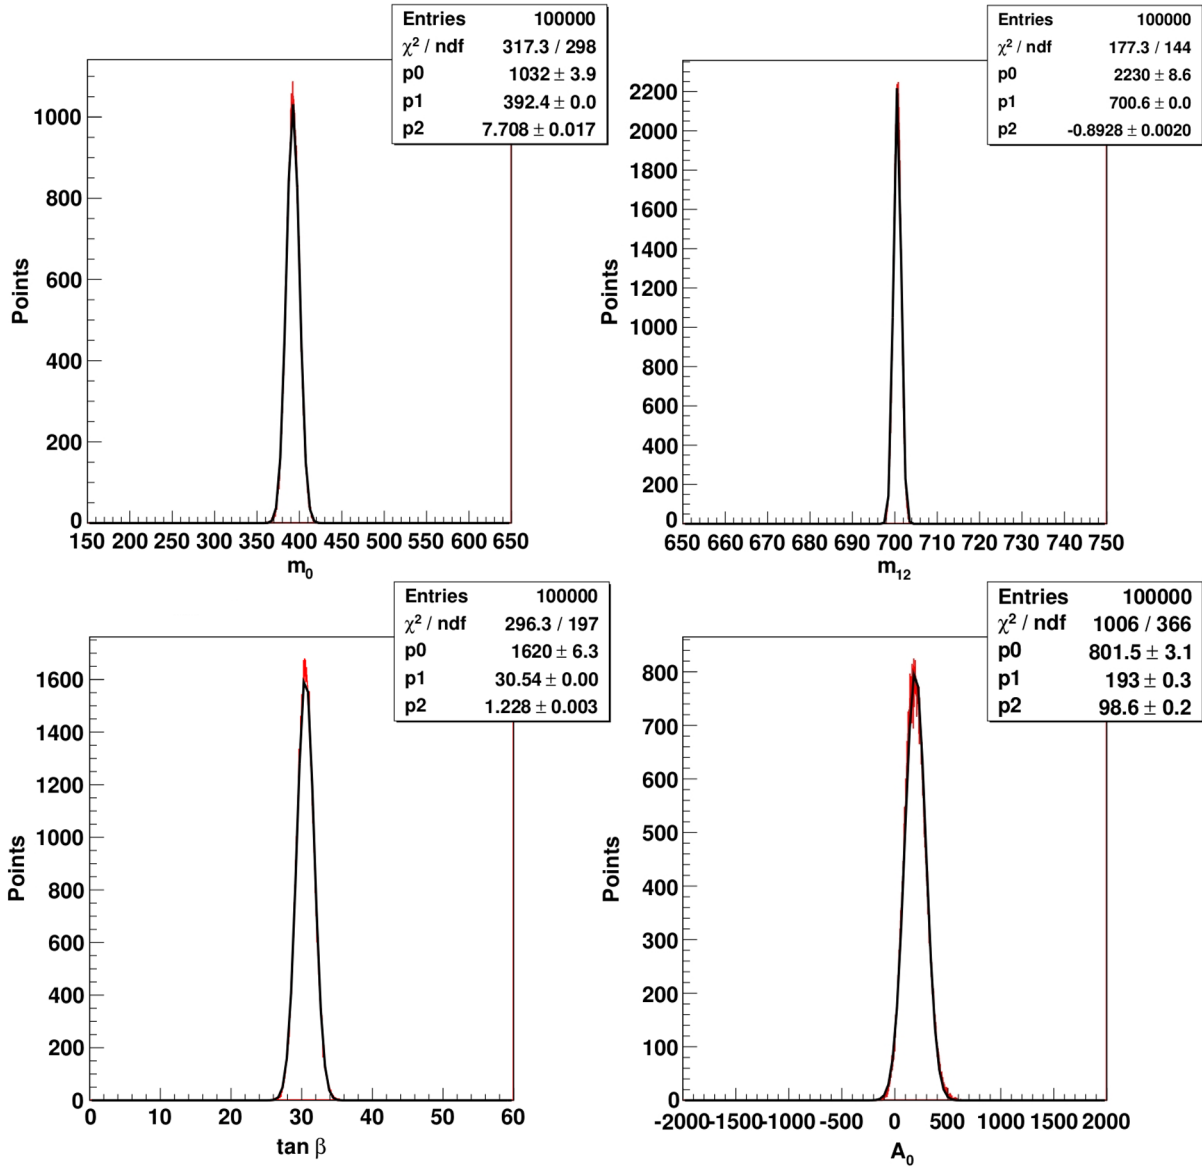 Entries 100000
χ² / ndf 317.3 / 298
p0 1032 ± 3.9
p1 392.4 ± 0.0
p2 7.708 ± 0.017
1000
800
600
400
200
0
Points
150 200 250 300 350 400 450 500 550 600 650
m₀
Entries 100000
χ² / ndf 177.3 / 144
p0 2230 ± 8.6
p1 700.6 ± 0.0
p2 -0.8928 ± 0.0020
2200
2000
1800
1600
1400
1200
1000
800
600
400
200
0
Points
650 660 670 680 690 700 710 720 730 740 750
m₁₂
Entries 100000
χ² / ndf 296.3 / 197
p0 1620 ± 6.3
p1 30.54 ± 0.00
p2 1.228 ± 0.003
1600
1400
1200
1000
800
600
400
200
0
Points
0 10 20 30 40 50 60
tan β
Entries 100000
χ² / ndf 1006 / 366
p0 801.5 ± 3.1
p1 193 ± 0.3
p2 98.6 ± 0.2
800
700
600
500
400
300
200
100
0
Points
-2000 -1500 -1000 -500 0 500 1000 1500 2000
A₀